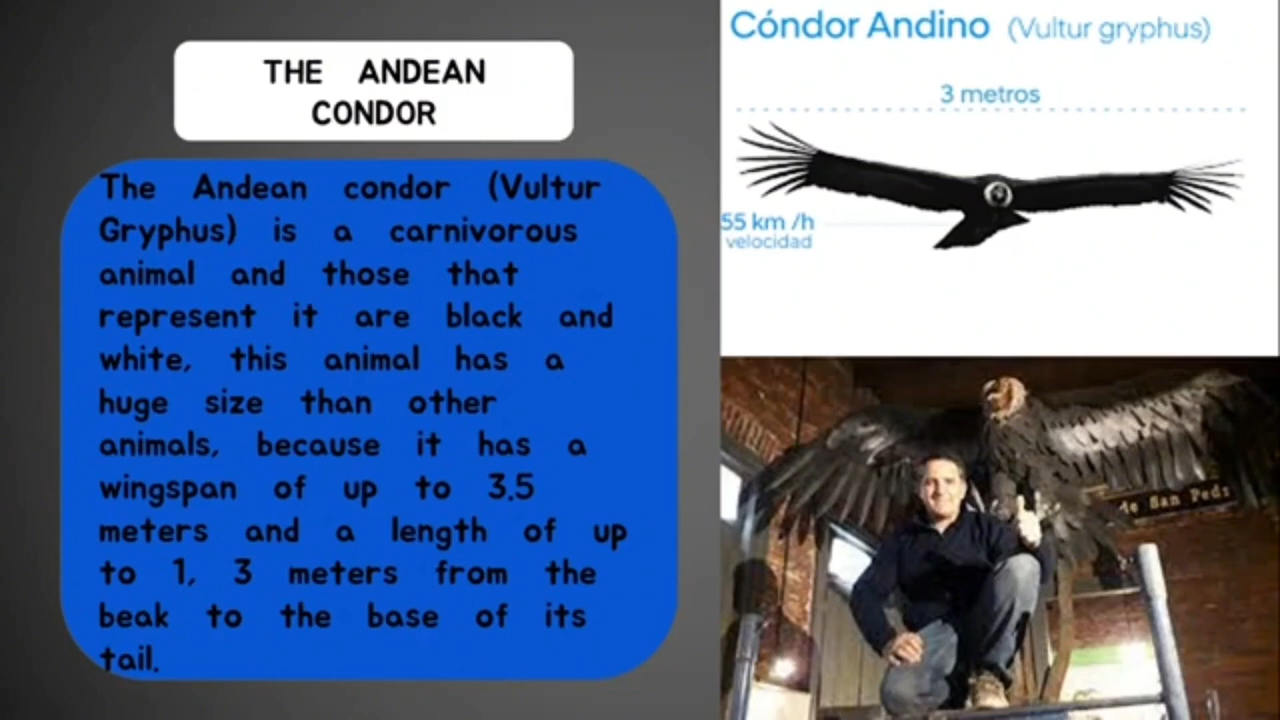 THE ANDEAN
CONDOR
The Andean condor (Vultur
Gryphus) is a carnivorous
animal and those that
represent it are black and
white, this animal has a
huge size than other
animals, because it has a
wingspan of up to 3.5
meters and a length of up
to 1, 3 meters from the
beak to the base of its
tail.
Cóndor Andino (Vultur gryphus)
3 metros
55 km /h
velocidad
de San Pedr